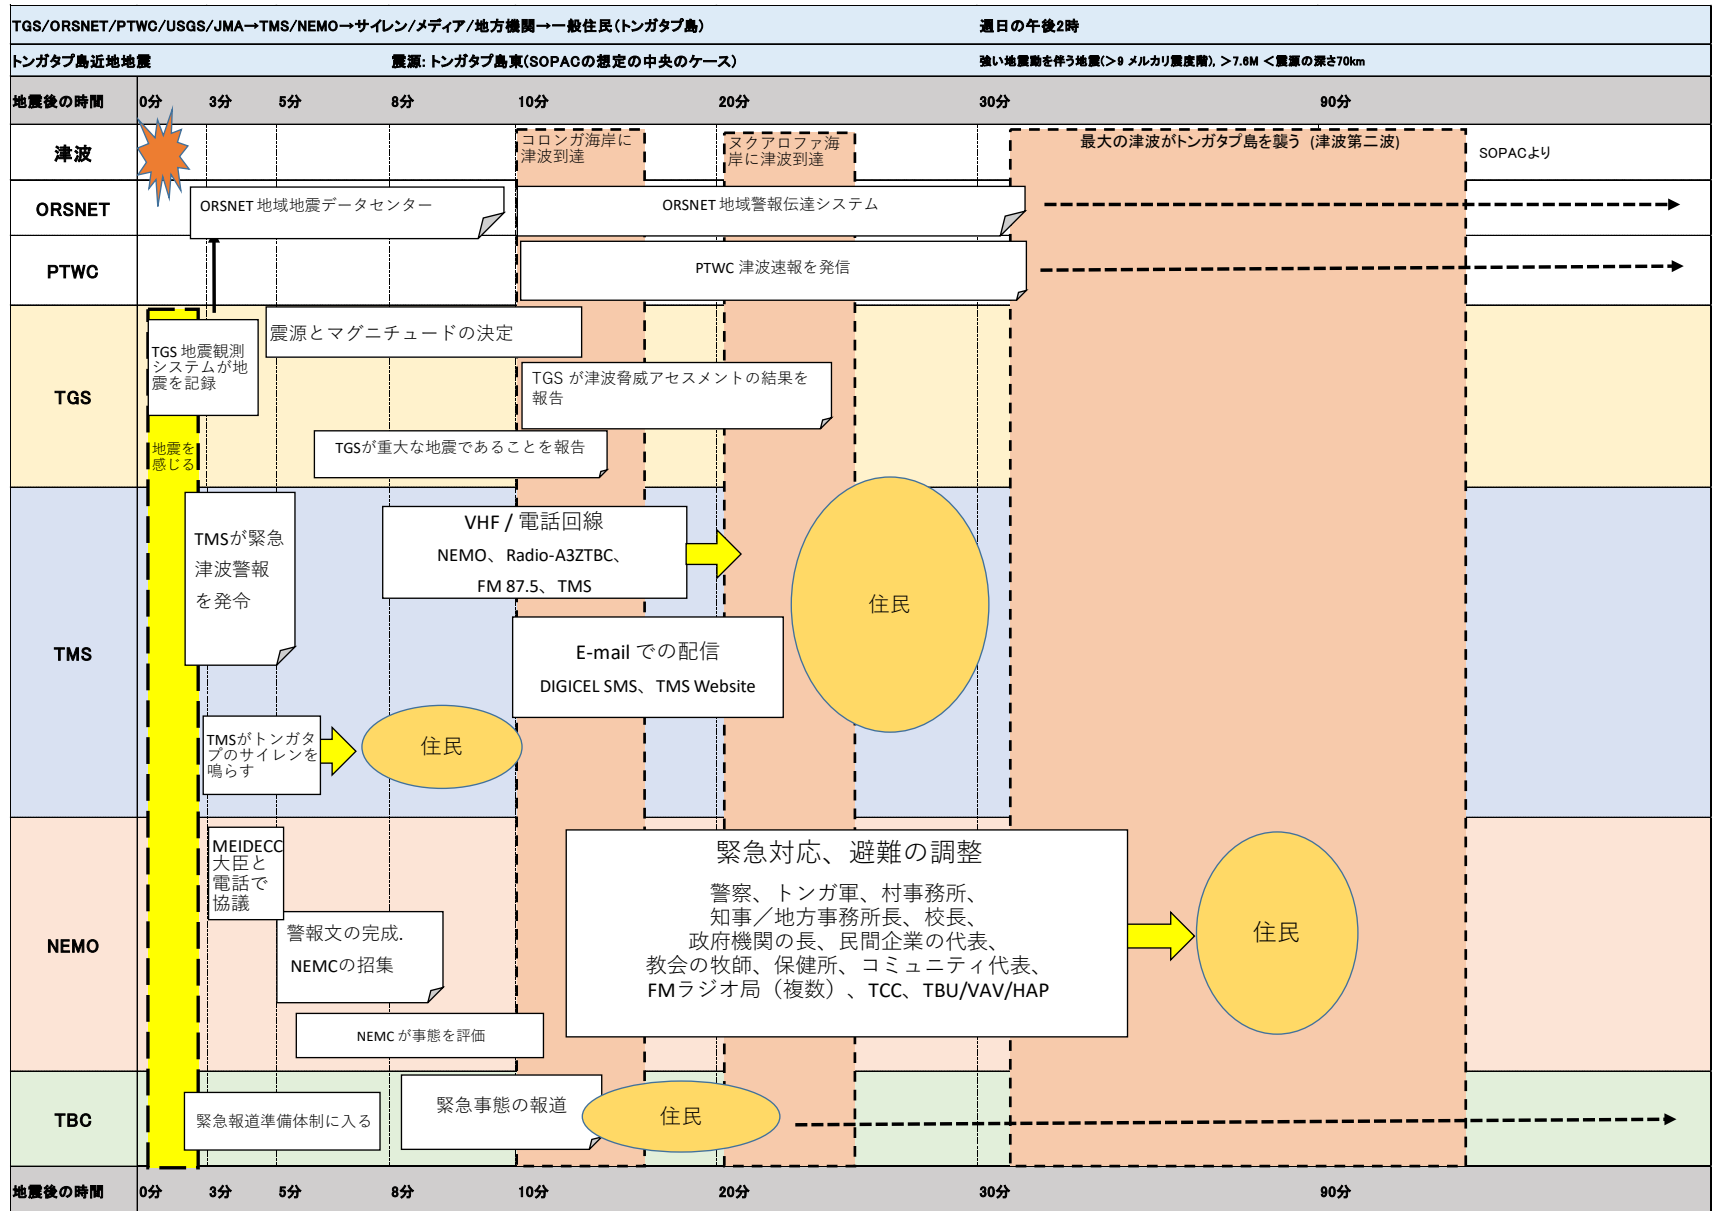 TGS/ORSNET/PTWC/USGS/JMA→TMS/NEMO→サイレン/メディア/地方機関→一般住民(トンガタプ島)
週日の午後2時
トンガタプ島近地地震
震源: トンガタプ島東(SOPACの想定の中央のケース)
強い地震動を伴う地震(>9 メルカリ震度階), >7.6M <震源の深さ70km
地震後の時間 0分 3分 5分 8分 10分 20分 30分 90分
津波
コロンガ海岸に
津波到達
ヌクアロファ海
岸に津波到達
最大の津波がトンガタプ島を襲う (津波第二波)
SOPACより
ORSNET
ORSNET 地域地震データセンター
ORSNET 地域警報伝達システム
PTWC
PTWC 津波速報を発信
TGS
TGS 地震観測
システムが地
震を記録
震源とマグニチュードの決定
TGS が津波脅威アセスメントの結果を
報告
TGSが重大な地震であることを報告
地震を
感じる
TMS
TMSが緊急
津波警報
を発令
VHF / 電話回線
NEMO、Radio-A3ZTBC、
FM 87.5、TMS
住民
E-mail での配信
DIGICEL SMS、TMS Website
TMSがトンガタ
プのサイレンを
鳴らす
住民
NEMO
MEIDECC
大臣と
電話で
協議
警報文の完成.
NEMCの招集
NEMC が事態を評価
緊急対応、避難の調整
警察、トンガ軍、村事務所、
知事／地方事務所長、校長、
政府機関の長、民間企業の代表、
教会の牧師、保健所、コミュニティ代表、
FMラジオ局（複数）、TCC、TBU/VAV/HAP
住民
TBC
緊急報道準備体制に入る
緊急事態の報道
住民
地震後の時間 0分 3分 5分 8分 10分 20分 30分 90分